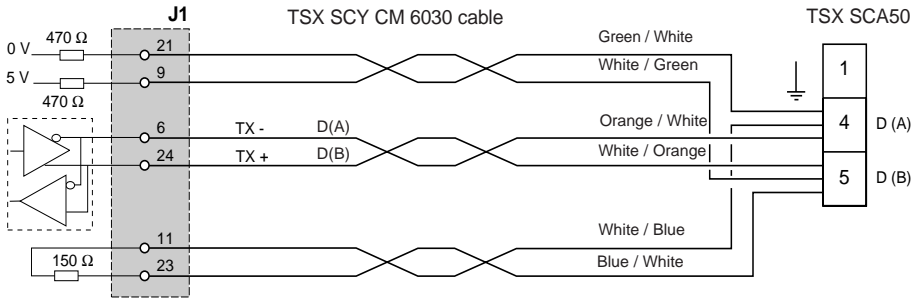 J1 TSX SCY CM 6030 cable TSX SCA50
0 V 470 Ω 21 Green / White
5 V 470 Ω 9 White / Green
1
6 TX - D(A) Orange / White 4 D (A)
24 TX + D(B) White / Orange 5 D (B)
11 White / Blue
150 Ω 23 Blue / White